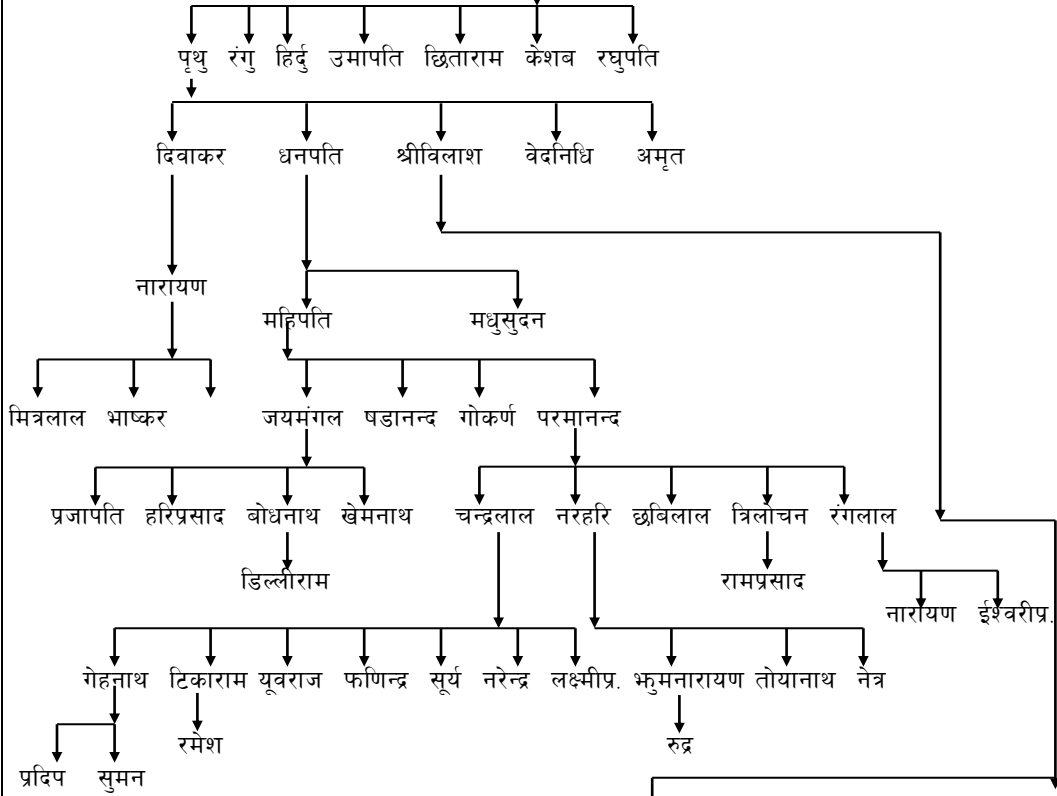 पृथु रंगु हिर्दु उमापति छिताराम केशब रघुपति
दिवाकर धनपति श्रीविलाश वेदनिधि अमृत
नारायण
महिपति मधुसुदन
मित्रलाल भाष्कर जयमंगल षडानन्द गोकर्ण परमानन्द
प्रजापति हरिप्रसाद बोधनाथ खेमनाथ चन्द्रलाल नरहरि छबिलाल त्रिलोचन रंगलाल
डिल्लीराम रामप्रसाद
नारायण ईश्वरीप्र.
गेहनाथ टिकाराम यूवराज फणिन्द्र सूर्य नरेन्द्र लक्ष्मीप्र. झुमनारायण तोयानाथ नेत्र
रमेश रुद्र
प्रदिप सुमन